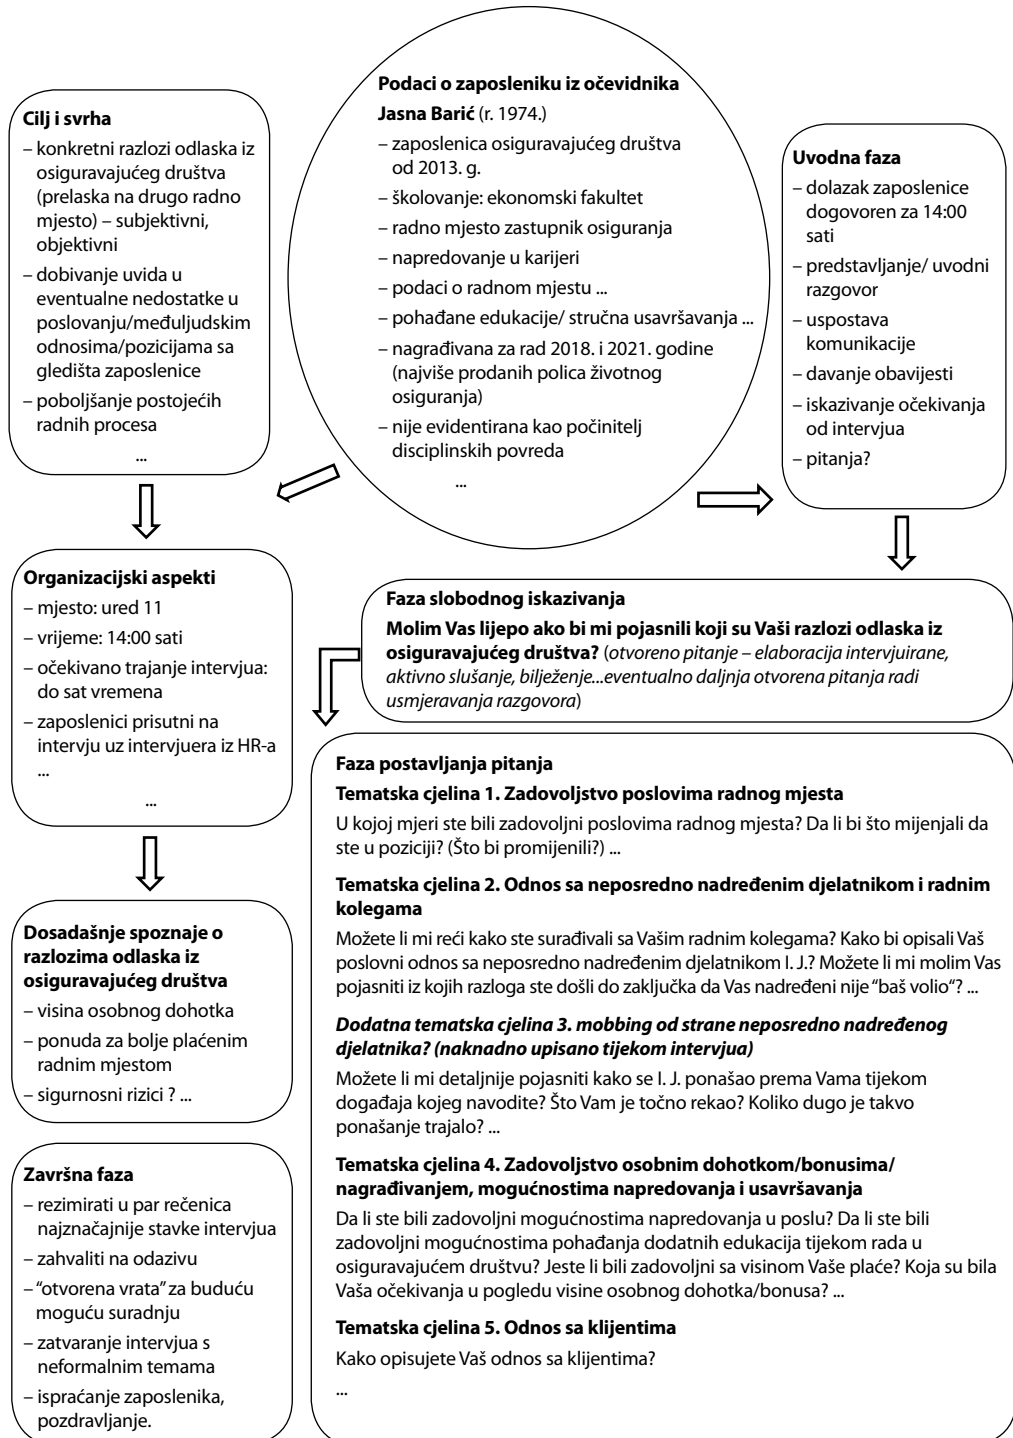 Podaci o zaposleniku iz očevidnika
Jasna Barić (r. 1974.)
– zaposlenica osiguravajućeg društva
od 2013. g.
– školovanje: ekonomski fakultet
– radno mjesto zastupnik osiguranja
– napredovanje u karijeri
– podaci o radnom mjestu ...
– pohađane edukacije/ stručna usavršavanja ...
– nagrađivana za rad 2018. i 2021. godine
(najviše prodanih polica životnog
osiguranja)
– nije evidentirana kao počinitelj
disciplinskih povreda
...
Cilj i svrha
– konkretni razlozi odlaska iz
osiguravajućeg društva
(prelaska na drugo radno
mjesto) – subjektivni,
objektivni
– dobivanje uvida u
eventualne nedostatke u
poslovanju/međuljudskim
odnosima/pozicijama sa
gledišta zaposlenice
– poboljšanje postojećih
radnih procesa
...
Uvodna faza
– dolazak zaposlenice
dogovoren za 14:00
sati
– predstavljanje/ uvodni
razgovor
– uspostava
komunikacije
– davanje obavijesti
– iskazivanje očekivanja
od intervjua
– pitanja?
Organizacijski aspekti
– mjesto: ured 11
– vrijeme: 14:00 sati
– očekivano trajanje intervjua:
do sat vremena
– zaposlenici prisutni na
intervju uz intervjuera iz HR-a
...
...
Faza slobodnog iskazivanja
Molim Vas lijepo ako bi mi pojasnili koji su Vaši razlozi odlaska iz
osiguravajućeg društva? (otvoreno pitanje – elaboracija intervjuirane,
aktivno slušanje, bilježenje...eventualno daljnja otvorena pitanja radi
usmjeravanja razgovora)
Dosadašnje spoznaje o
razlozima odlaska iz
osiguravajućeg društva
– visina osobnog dohotka
– ponuda za bolje plaćenim
radnim mjestom
– sigurnosni rizici ? ...
Završna faza
– rezimirati u par rečenica
najznačajnije stavke intervjua
– zahvaliti na odazivu
– “otvorena vrata” za buduću
moguću suradnju
– zatvaranje intervjua s
neformalnim temama
– ispraćanje zaposlenika,
pozdravljanje.
Faza postavljanja pitanja
Tematska cjelina 1. Zadovoljstvo poslovima radnog mjesta
U kojoj mjeri ste bili zadovoljni poslovima radnog mjesta? Da li bi što mijenjali da
ste u poziciji? (Što bi promijenili?) ...
Tematska cjelina 2. Odnos sa neposredno nadređenim djelatnikom i radnim
kolegama
Možete li mi reći kako ste surađivali sa Vašim radnim kolegama? Kako bi opisali Vaš
poslovni odnos sa neposredno nadređenim djelatnikom I. J.? Možete li mi molim Vas
pojasniti iz kojih razloga ste došli do zaključka da Vas nadređeni nije “baš volio“? ...
Dodatna tematska cjelina 3. mobbing od strane neposredno nadređenog
djelatnika? (naknadno upisano tijekom intervjua)
Možete li mi detaljnije pojasniti kako se I. J. ponašao prema Vama tijekom
događaja kojeg navodite? Što Vam je točno rekao? Koliko dugo je takvo
ponašanje trajalo? ...
Tematska cjelina 4. Zadovoljstvo osobnim dohotkom/bonusima/
nagrađivanjem, mogućnostima napredovanja i usavršavanja
Da li ste bili zadovoljni mogućnostima napredovanja u poslu? Da li ste bili
zadovoljni mogućnostima pohađanja dodatnih edukacija tijekom rada u
osiguravajućem društvu? Jeste li bili zadovoljni sa visinom Vaše plaće? Koja su bila
Vaša očekivanja u pogledu visine osobnog dohotka/bonusa? ...
Tematska cjelina 5. Odnos sa klijentima
Kako opisujete Vaš odnos sa klijentima?
...